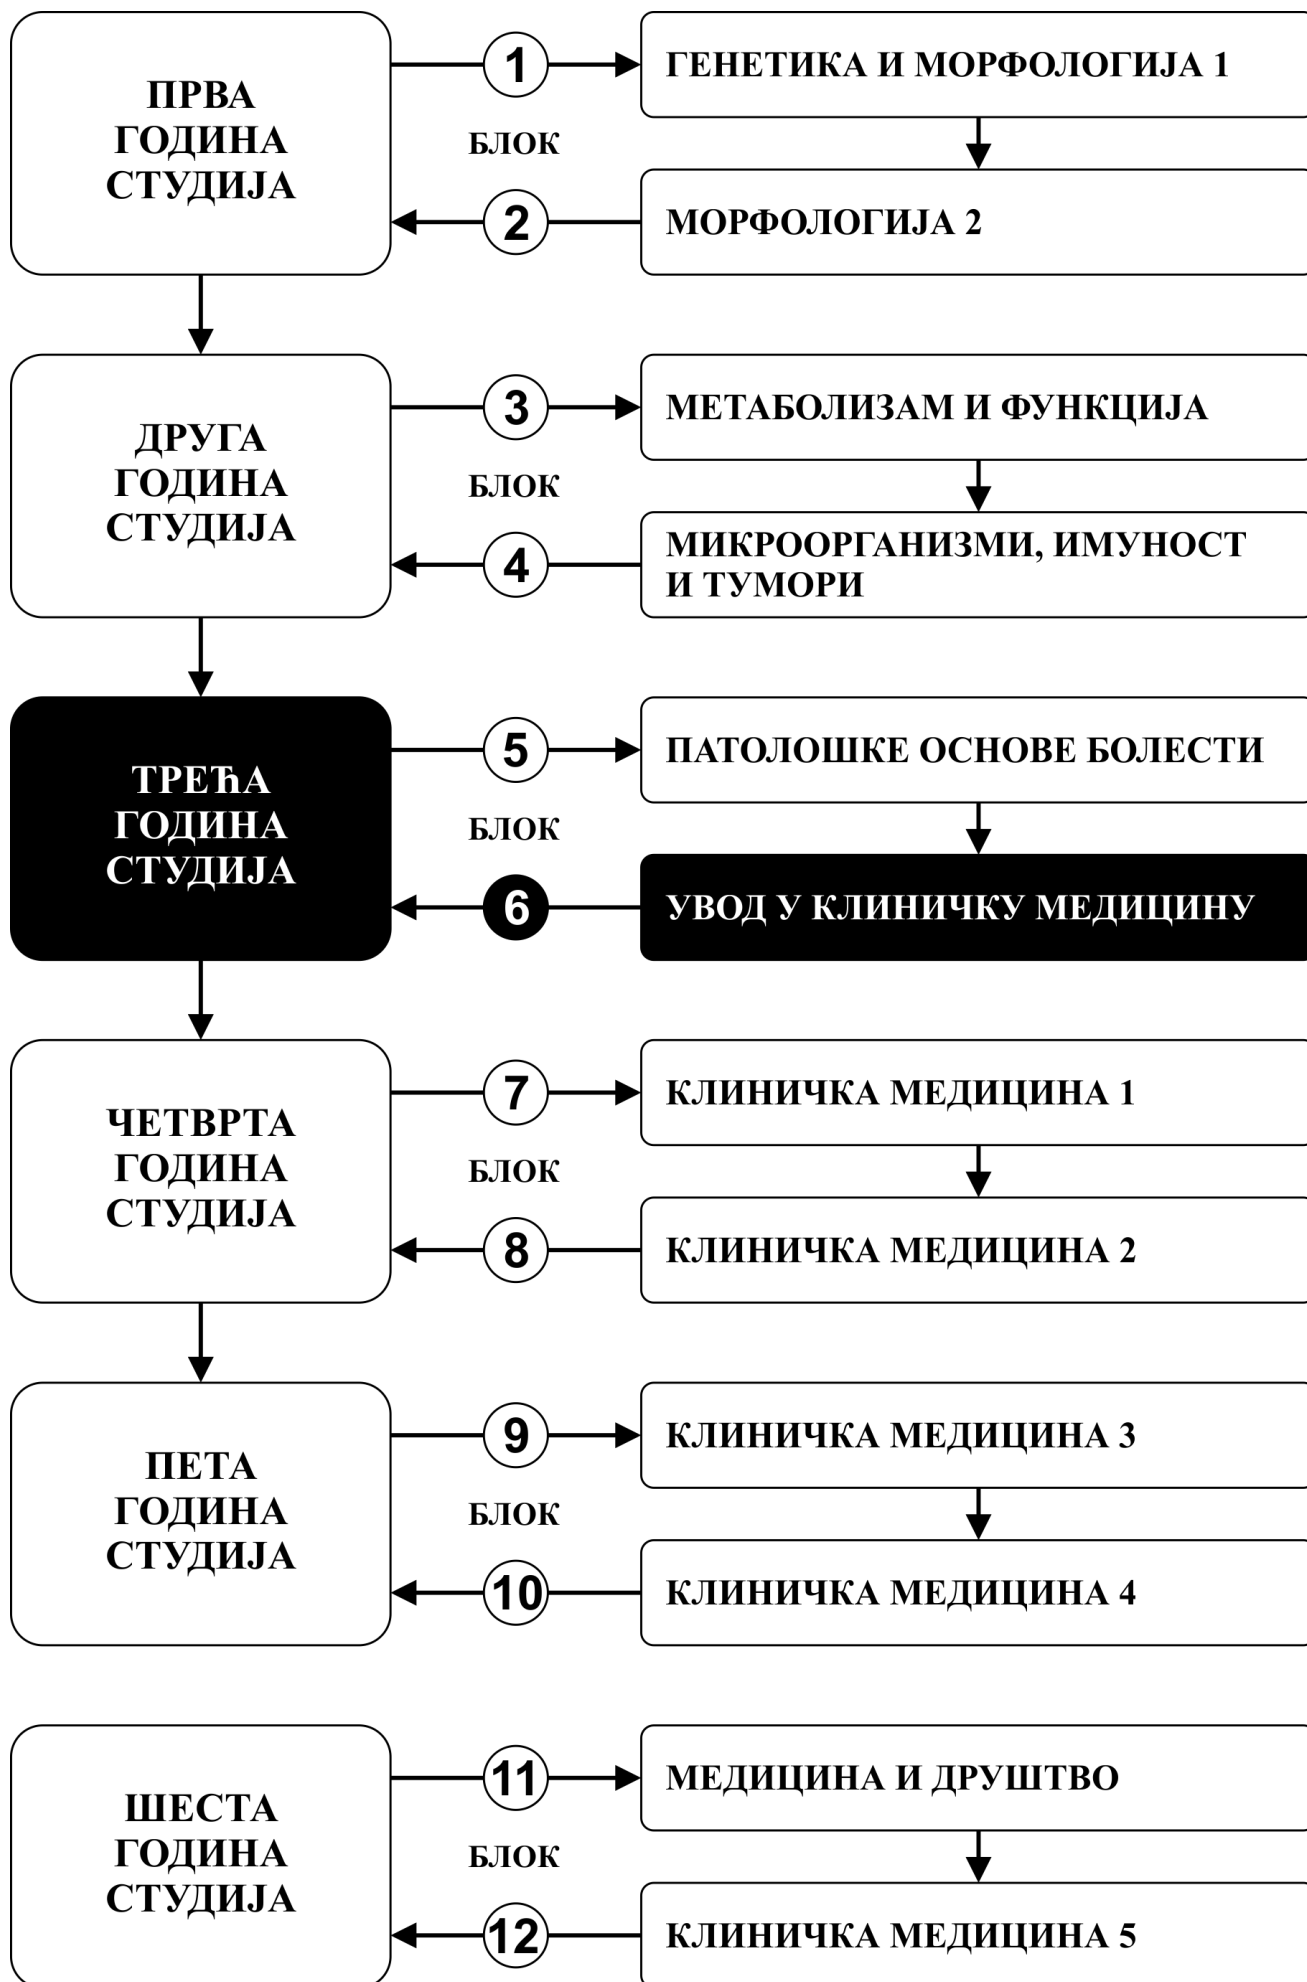 ПРВА
ГОДИНА
СТУДИЈА
1
БЛОК
2
ГЕНЕТИКА И МОРФОЛОГИЈА 1
МОРФОЛОГИЈА 2
ДРУГА
ГОДИНА
СТУДИЈА
3
БЛОК
4
МЕТАБОЛИЗАМ И ФУНКЦИЈА
МИКРООРГАНИЗМИ, ИМУНОСТ
И ТУМОРИ
ТРЕЋА
ГОДИНА
СТУДИЈА
5
БЛОК
6
ПАТОЛОШКЕ ОСНОВЕ БОЛЕСТИ
УВОД У КЛИНИЧКУ МЕДИЦИНУ
ЧЕТВРТА
ГОДИНА
СТУДИЈА
7
БЛОК
8
КЛИНИЧКА МЕДИЦИНА 1
КЛИНИЧКА МЕДИЦИНА 2
ПЕТА
ГОДИНА
СТУДИЈА
9
БЛОК
10
КЛИНИЧКА МЕДИЦИНА 3
КЛИНИЧКА МЕДИЦИНА 4
ШЕСТА
ГОДИНА
СТУДИЈА
11
БЛОК
12
МЕДИЦИНА И ДРУШТВО
КЛИНИЧКА МЕДИЦИНА 5